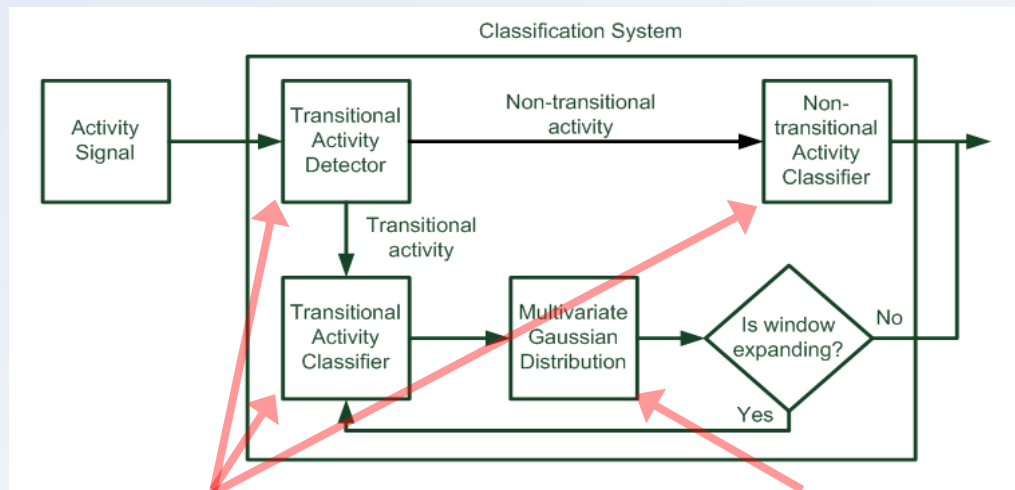 Classification System
Activity
Signal
Transitional
Activity
Detector
Non-transitional
activity
Non-
transitional
Activity
Classifier
Transitional
activity
Transitional
Activity
Classifier
Multivariate
Gaussian
Distribution
Is window
expanding?
No
Yes